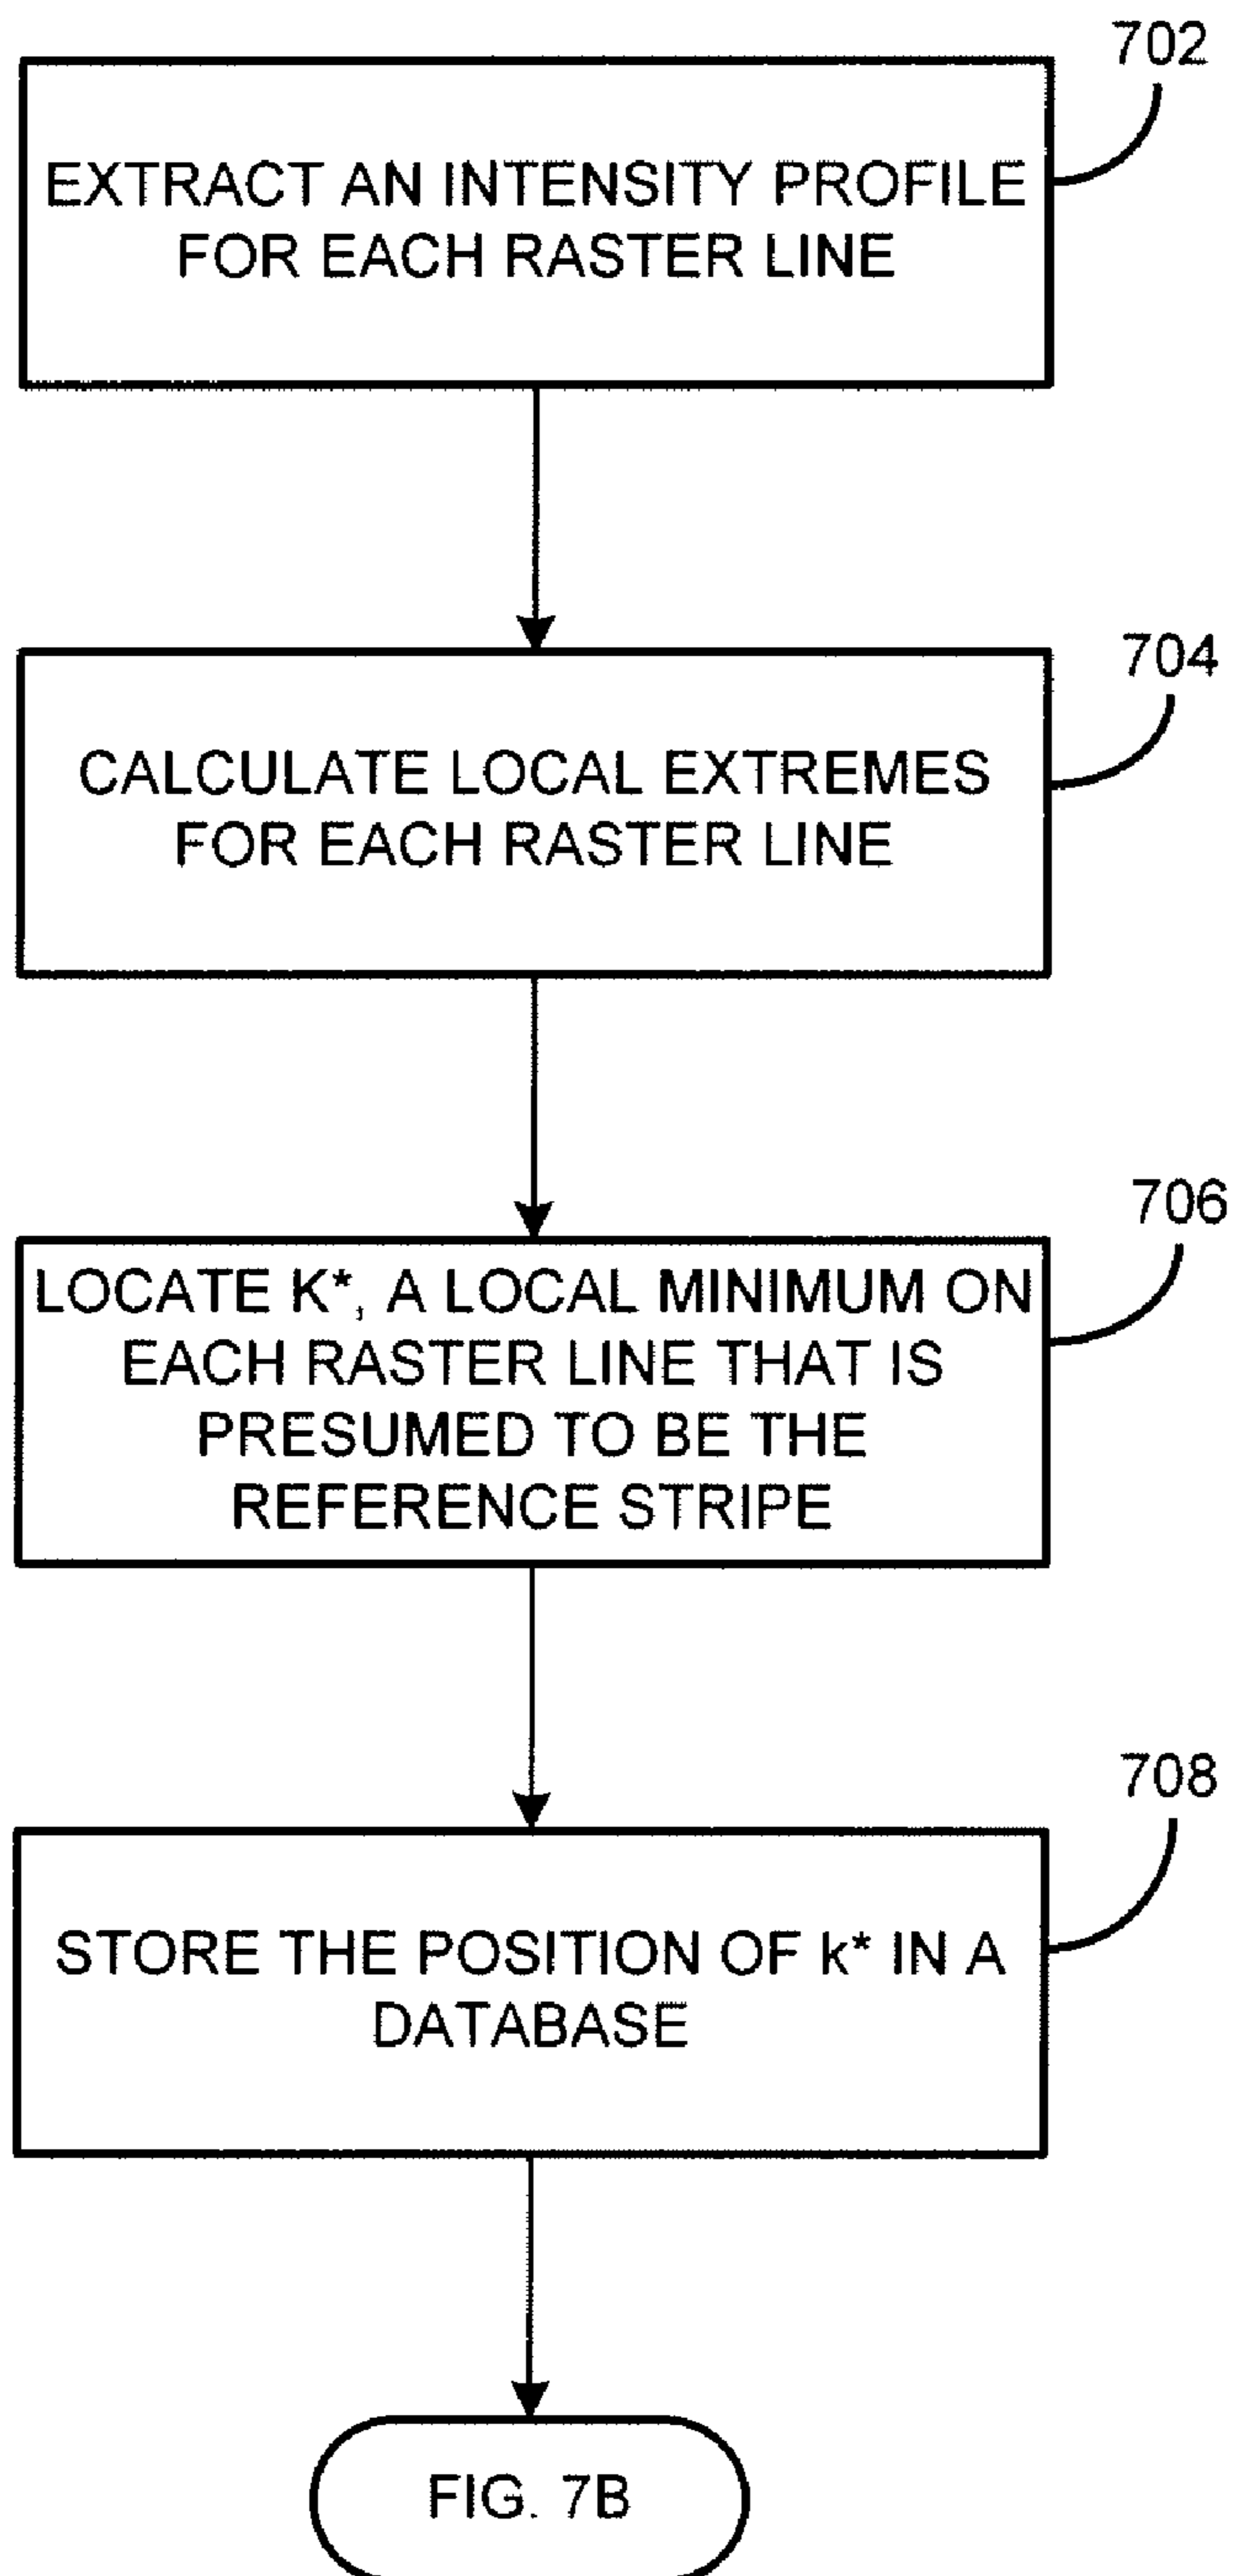 702
EXTRACT AN INTENSITY PROFILE
FOR EACH RASTER LINE
704
CALCULATE LOCAL EXTREMES
FOR EACH RASTER LINE
706
LOCATE K*, A LOCAL MINIMUM ON
EACH RASTER LINE THAT IS
PRESUMED TO BE THE
REFERENCE STRIPE
708
STORE THE POSITION OF k* IN A
DATABASE
FIG. 7B